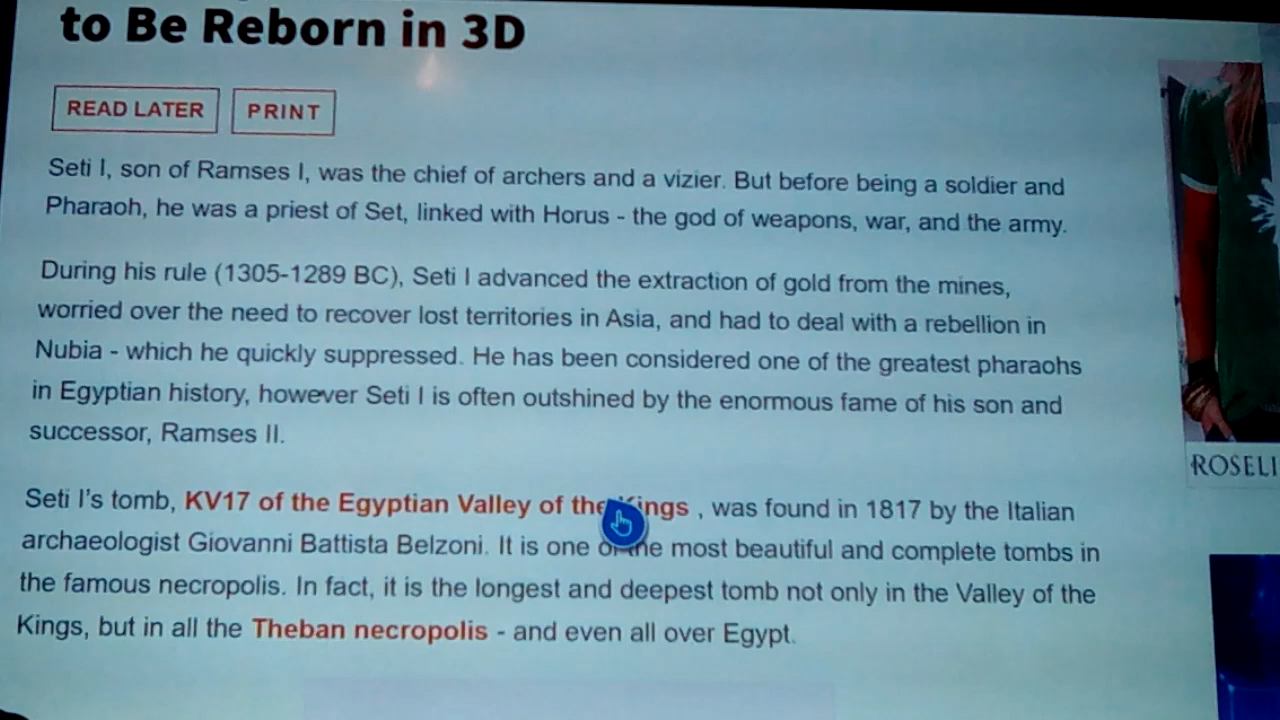 to Be Reborn in 3D
READ LATER
PRINT
Seti I, son of Ramses I, was the chief of archers and a vizier. But before being a soldier and
Pharaoh, he was a priest of Set, linked with Horus - the god of weapons, war, and the army.
During his rule (1305-1289 BC), Seti I advanced the extraction of gold from the mines,
worried over the need to recover lost territories in Asia, and had to deal with a rebellion in
Nubia - which he quickly suppressed. He has been considered one of the greatest pharaohs
in Egyptian history, however Seti I is often outshined by the enormous fame of his son and
successor, Ramses II.
Seti I's tomb, KV17 of the Egyptian Valley of the Kings , was found in 1817 by the Italian
archaeologist Giovanni Battista Belzoni. It is one of the most beautiful and complete tombs in
the famous necropolis. In fact, it is the longest and deepest tomb not only in the Valley of the
Kings, but in all the Theban necropolis - and even all over Egypt.